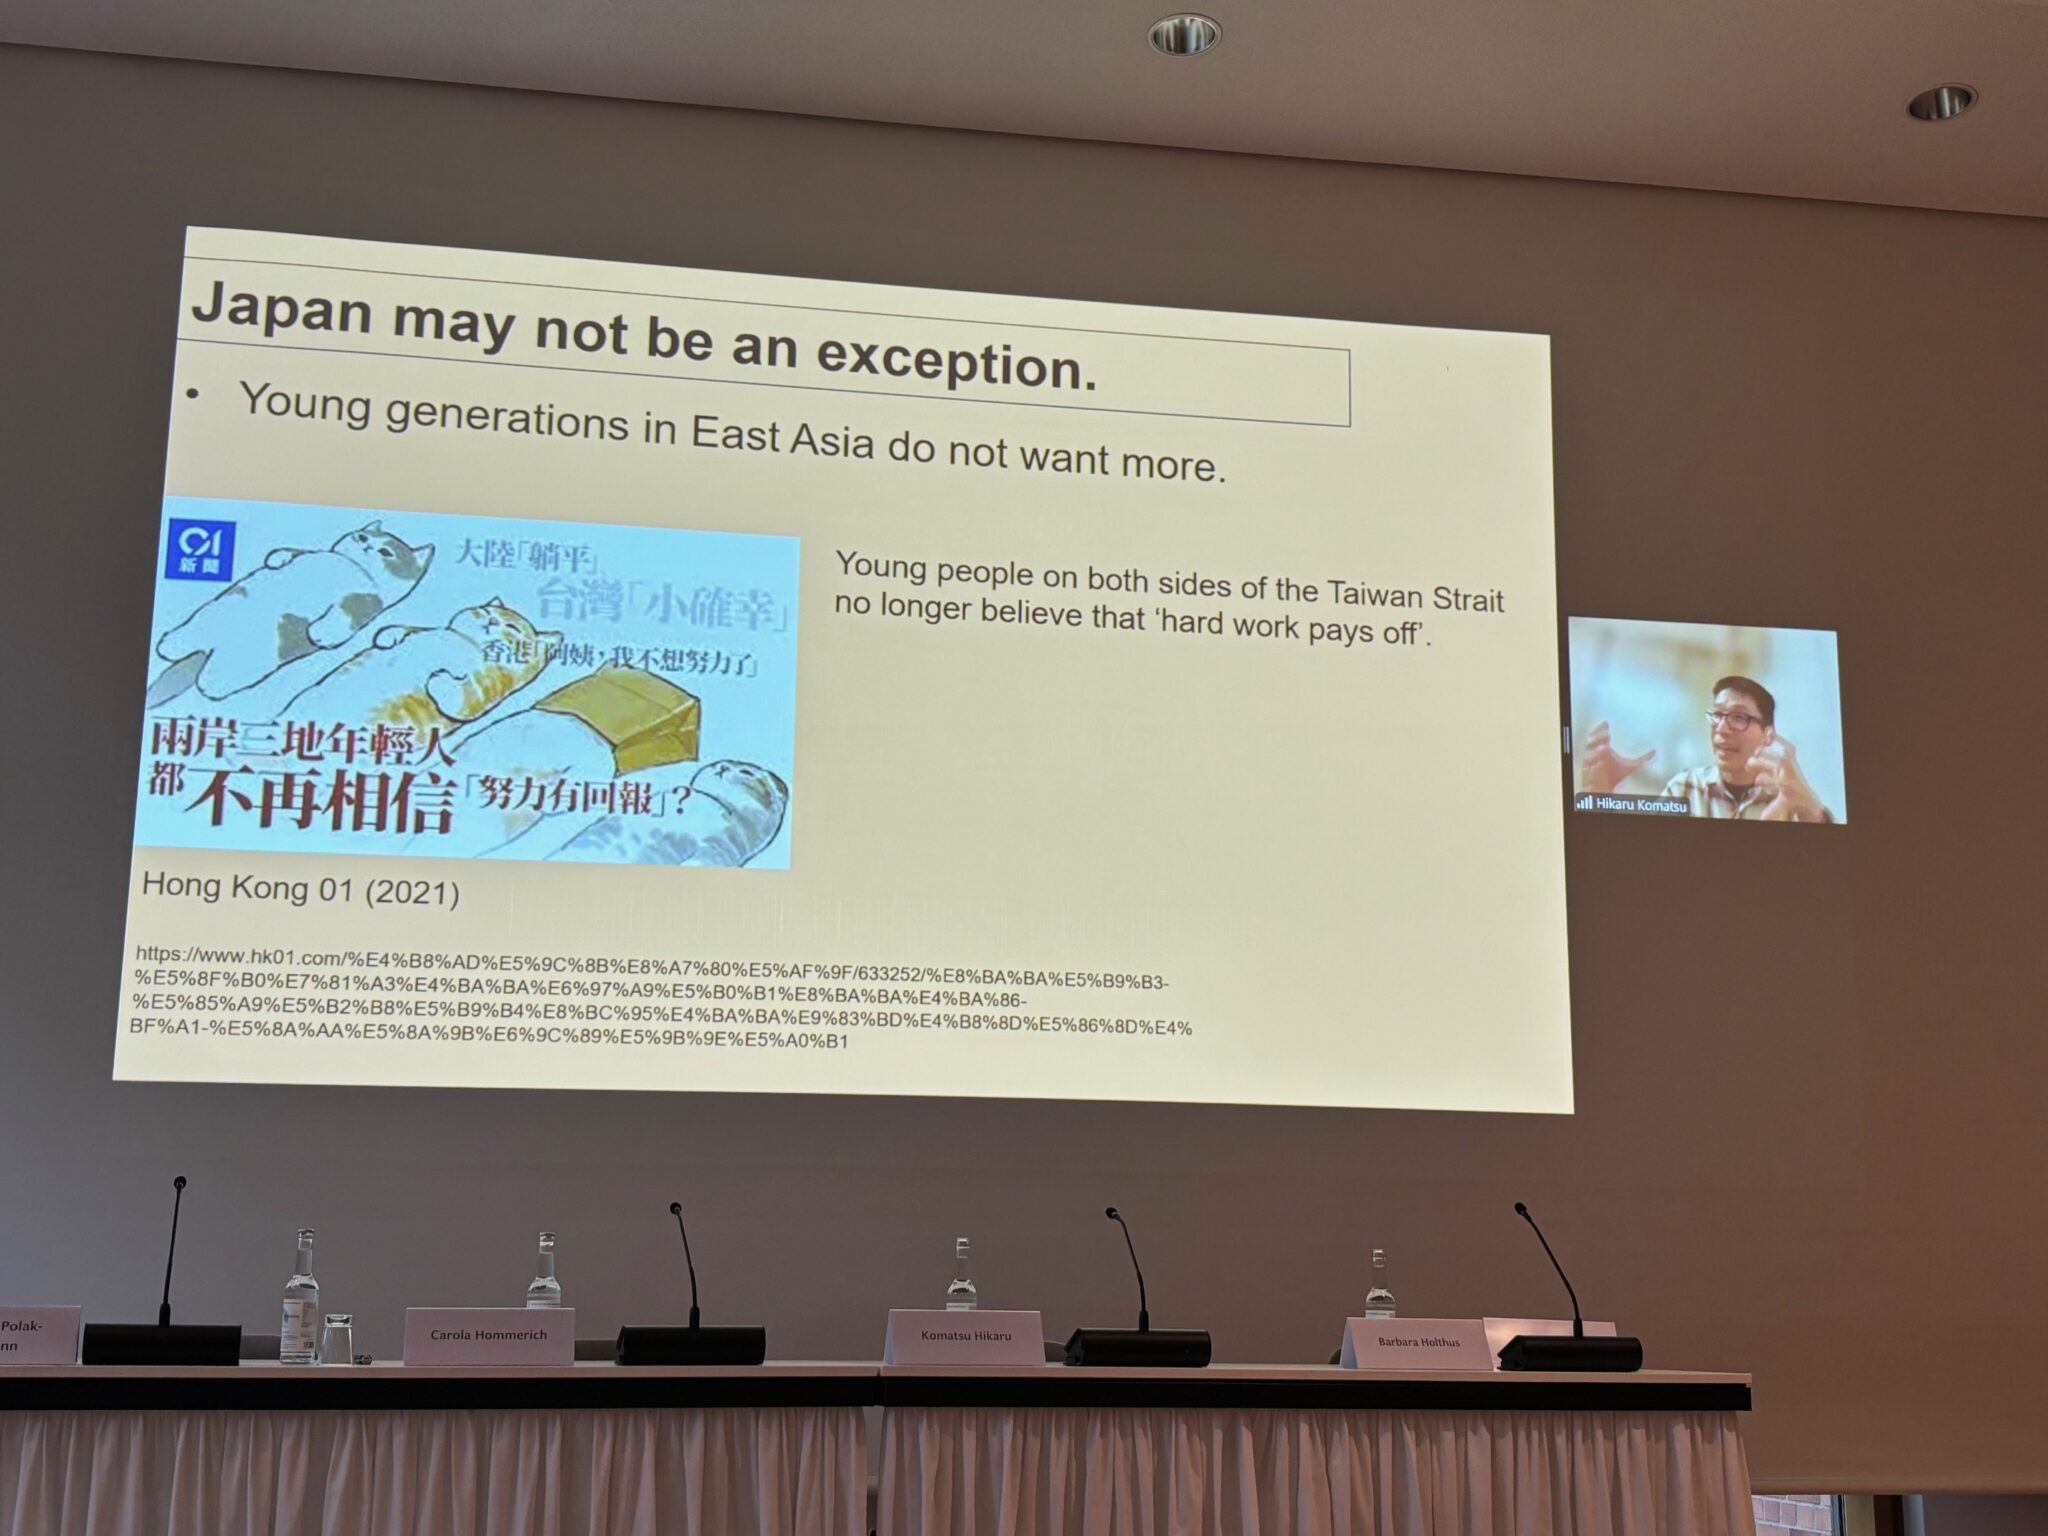 Japan may not be an exception.
• Young generations in East Asia do not want more.
01
新聞
大陸「躺平」
台灣「小確幸」
香港「阿姨，我不想努力了」
兩岸三地年輕人
都不再相信「努力有回報」？
Young people on both sides of the Taiwan Strait
no longer believe that ‘hard work pays off’.
Hong Kong 01 (2021)
https://www.hk01.com/%E4%B8%AD%E5%9C%8B%E8%A7%80%E5%AF%9F/633252/%E8%BA%BA%E5%B9%B3-
%E5%8F%B0%E7%81%A3%E4%BA%BA%E6%97%A9%E5%B0%B1%E8%BA%BA%E4%BA%86-
%E5%85%A9%E5%B2%B8%E5%B9%B4%E8%BC%95%E4%BA%BA%E9%83%BD%E4%B8%8D%E5%86%8D%E4%
BF%A1-%E5%8A%AA%E5%8A%9B%E6%9C%89%E5%9B%9E%E5%A0%B1
Hikaru Komatsu
Polak-
nn
Carola Hommerich
Komatsu Hikaru
Barbara Holthus